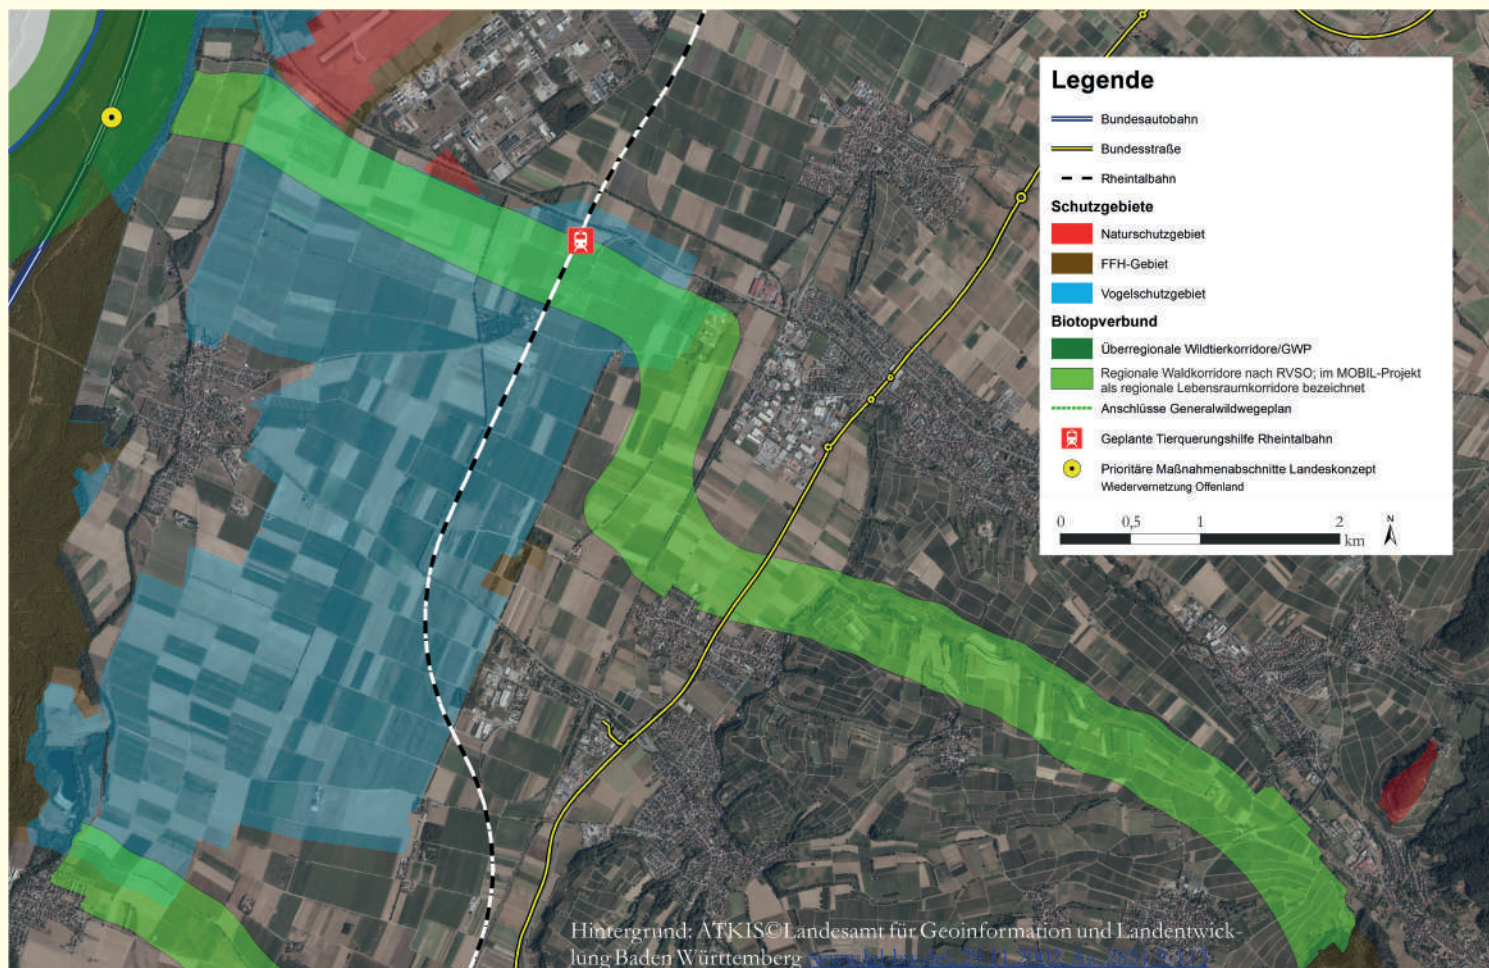 Legende
Bundesautobahn
Bundesstraße
Rheintalbahn
Schutzgebiete
Naturschutzgebiet
FFH-Gebiet
Vogelschutzgebiet
Biotopverbund
Überregionale Wildtierkorridore/GWP
Regionale Waldkorridore nach RVSO; im MOBIL-Projekt
als regionale Lebensraumkorridore bezeichnet
Anschlüsse Generalwildwegeplan
Geplante Tierquerungshilfe Rheintalbahn
Prioritäre Maßnahmenabschnitte Landeskonzept
Wiedervernetzung Offenland
0 0,5 1 2 km
N
Hintergrund: ATKIS©Landesamt für Geoinformation und Landentwick-
lung Baden Württemberg